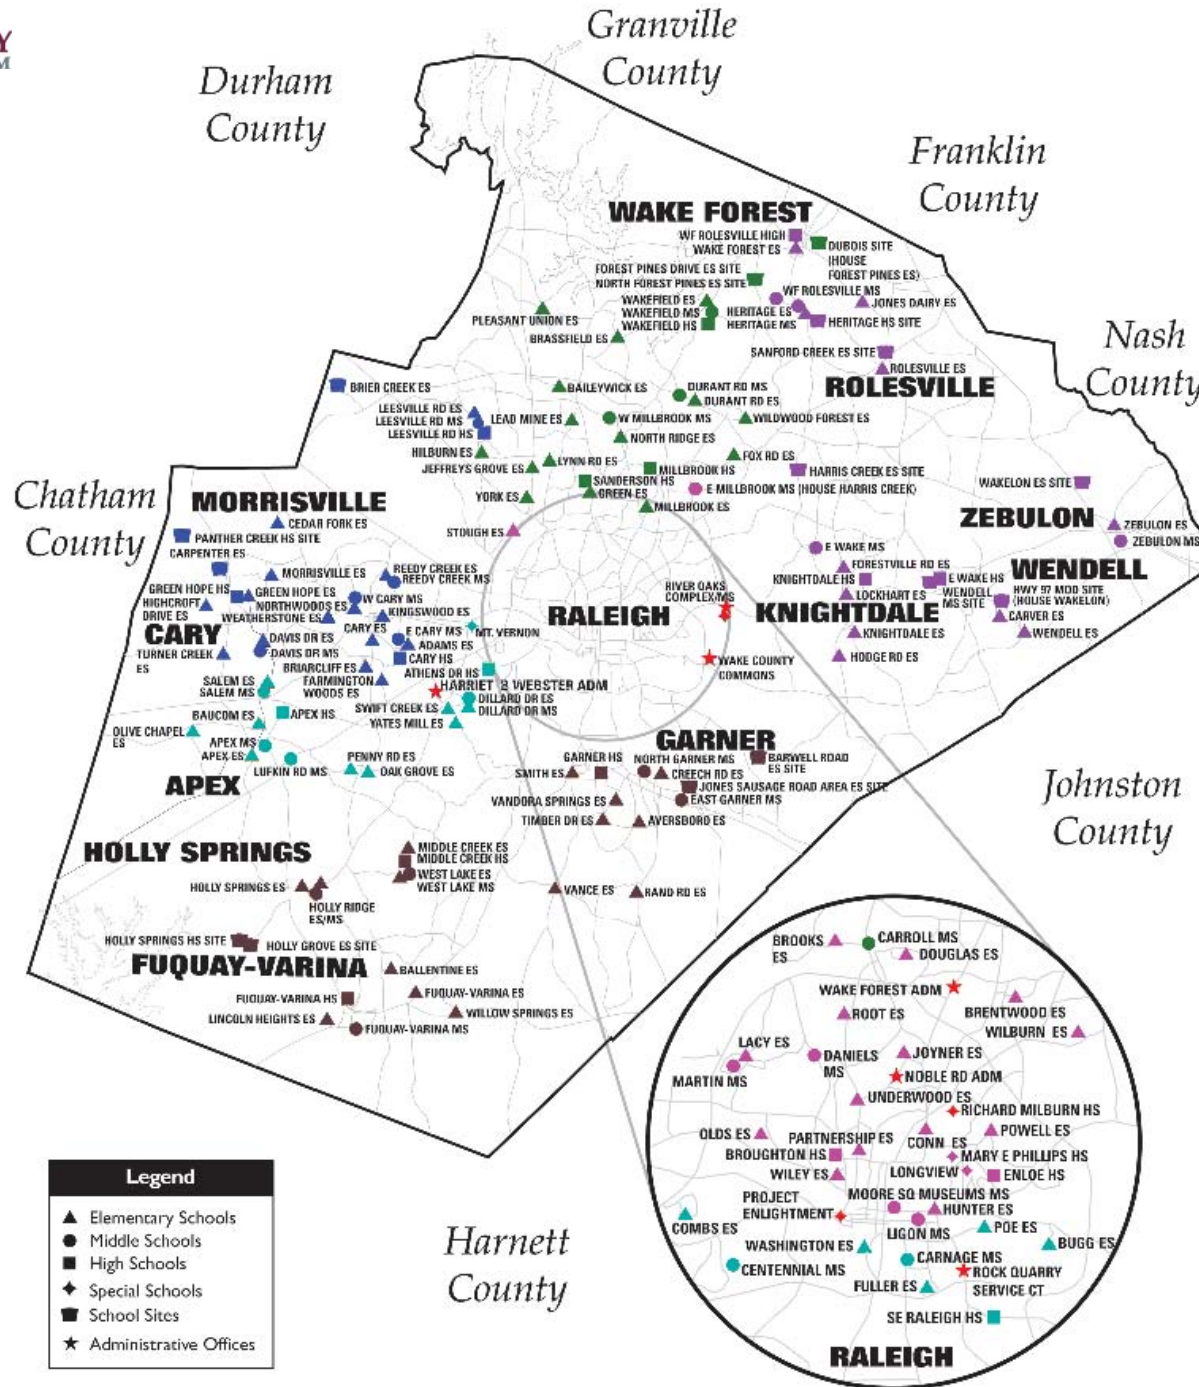 Y
M
Granville
County
Durham
County
Franklin
County
WAKE FOREST
WF ROLESVILLE HIGH
WAKE FOREST ES
DUBOIS SITE
(HOUSE
FOREST PINES ES)
FOREST PINES DRIVE ES SITE
NORTH FOREST PINES ES SITE
WF ROLESVILLE MS
WAKEFIELD ES
WAKEFIELD MS
WAKEFIELD HS
HERITAGE ES
HERITAGE MS
JONES DAIRY ES
HERITAGE HS SITE
PLEASANT UNION ES
BRASSFIELD ES
Nash
County
SANFORD CREEK ES SITE
ROLESVILLE ES
ROLESVILLE
BRIER CREEK ES
BAILEYWICK ES
DURANT RD MS
DURANT RD ES
LEESVILLE RD ES
LEESVILLE RD MS
LEESVILLE RD HS
LEAD MINE ES
W MILLBROOK MS
WILDWOOD FOREST ES
NORTH RIDGE ES
HILBURN ES
LYNN RD ES
FOX RD ES
JEFFREYS GROVE ES
MILLBROOK HS
HARRIS CREEK ES SITE
SANDERSON HS
GREEN ES
E MILLBROOK MS (HOUSE HARRIS CREEK)
WAKELON ES SITE
YORK ES
MILLBROOK ES
Chatham
County
MORRISVILLE
CEDAR FORK ES
STOUGH ES
ZEBULON
ZEBULON ES
ZEBULON MS
PANTHER CREEK HS SITE
CARPENTER ES
E WAKE MS
FORESTVILLE RD ES
WENDELL
MORRISVILLE ES
REEDY CREEK ES
REEDY CREEK MS
RIVER OAKS
COMPLEX/MS
KNIGHTDALE HS
E WAKE HS
WENDELL
MS SITE
HWY 97 MOD SITE
(HOUSE WAKELON)
GREEN HOPE HS
GREEN HOPE ES
W CARY MS
LOCKHART ES
HIGHCROFT
DRIVE ES
NORTHWOODS ES
WEATHERSTONE ES
KINGSWOOD ES
RALEIGH
KNIGHTDALE
CARVER ES
CARY
CARY ES
E CARY MS
MT. VERNON
KNIGHTDALE ES
WENDELL ES
DAVIS DR ES
DAVIS DR MS
ADAMS ES
TURNER CREEK
ES
CARY HS
WAKE COUNTY
COMMONS
HODGE RD ES
BRIARCLIFF ES
ATHENS DR HS
SALEM ES
SALEM MS
FARMINGTON
WOODS ES
HARRIET B WEBSTER ADM
DILLARD DR ES
DILLARD DR MS
SWIFT CREEK ES
YATES MILL ES
BAUCOM ES
APEX HS
OLIVE CHAPEL
ES
GARNER
APEX MS
APEX ES
LUFKIN RD MS
PENNY RD ES
OAK GROVE ES
GARNER HS
NORTH GARNER MS
BARWELL ROAD
ES SITE
SMITH ES
CREECH RD ES
JONES SAUSAGE ROAD AREA ES SITE
APEX
VANDORA SPRINGS ES
EAST GARNER MS
TIMBER DR ES
AVERSBORO ES
Johnston
County
HOLLY SPRINGS
MIDDLE CREEK ES
MIDDLE CREEK HS
WEST LAKE ES
WEST LAKE MS
HOLLY SPRINGS ES
HOLLY RIDGE
ES/MS
VANCE ES
RAND RD ES
HOLLY SPRINGS HS SITE
HOLLY GROVE ES SITE
FUQUAY-VARINA
BALLENTINE ES
FUQUAY-VARINA HS
FUQUAY-VARINA ES
LINCOLN HEIGHTS ES
WILLOW SPRINGS ES
FUQUAY-VARINA MS
BROOKS
ES
CARROLL MS
DOUGLAS ES
WAKE FOREST ADM
BRENTWOOD ES
ROOT ES
WILBURN ES
LACY ES
DANIELS
MS
JOYNER ES
MARTIN MS
NOBLE RD ADM
UNDERWOOD ES
RICHARD MILBURN HS
OLDS ES
PARTNERSHIP ES
CONN ES
POWELL ES
BROUGHTON HS
MARY E PHILLIPS HS
WILEY ES
LONGVIEW
ENLOE HS
PROJECT
ENLIGHTMENT
MOORE SQ MUSEUMS MS
HUNTER ES
COMBS ES
LIGON MS
POE ES
WASHINGTON ES
BUGG ES
CARNAGE MS
CENTENNIAL MS
ROCK QUARRY
SERVICE CT
FULLER ES
SE RALEIGH HS
RALEIGH
Harnett
County
Legend
Elementary Schools
Middle Schools
High Schools
Special Schools
School Sites
Administrative Offices